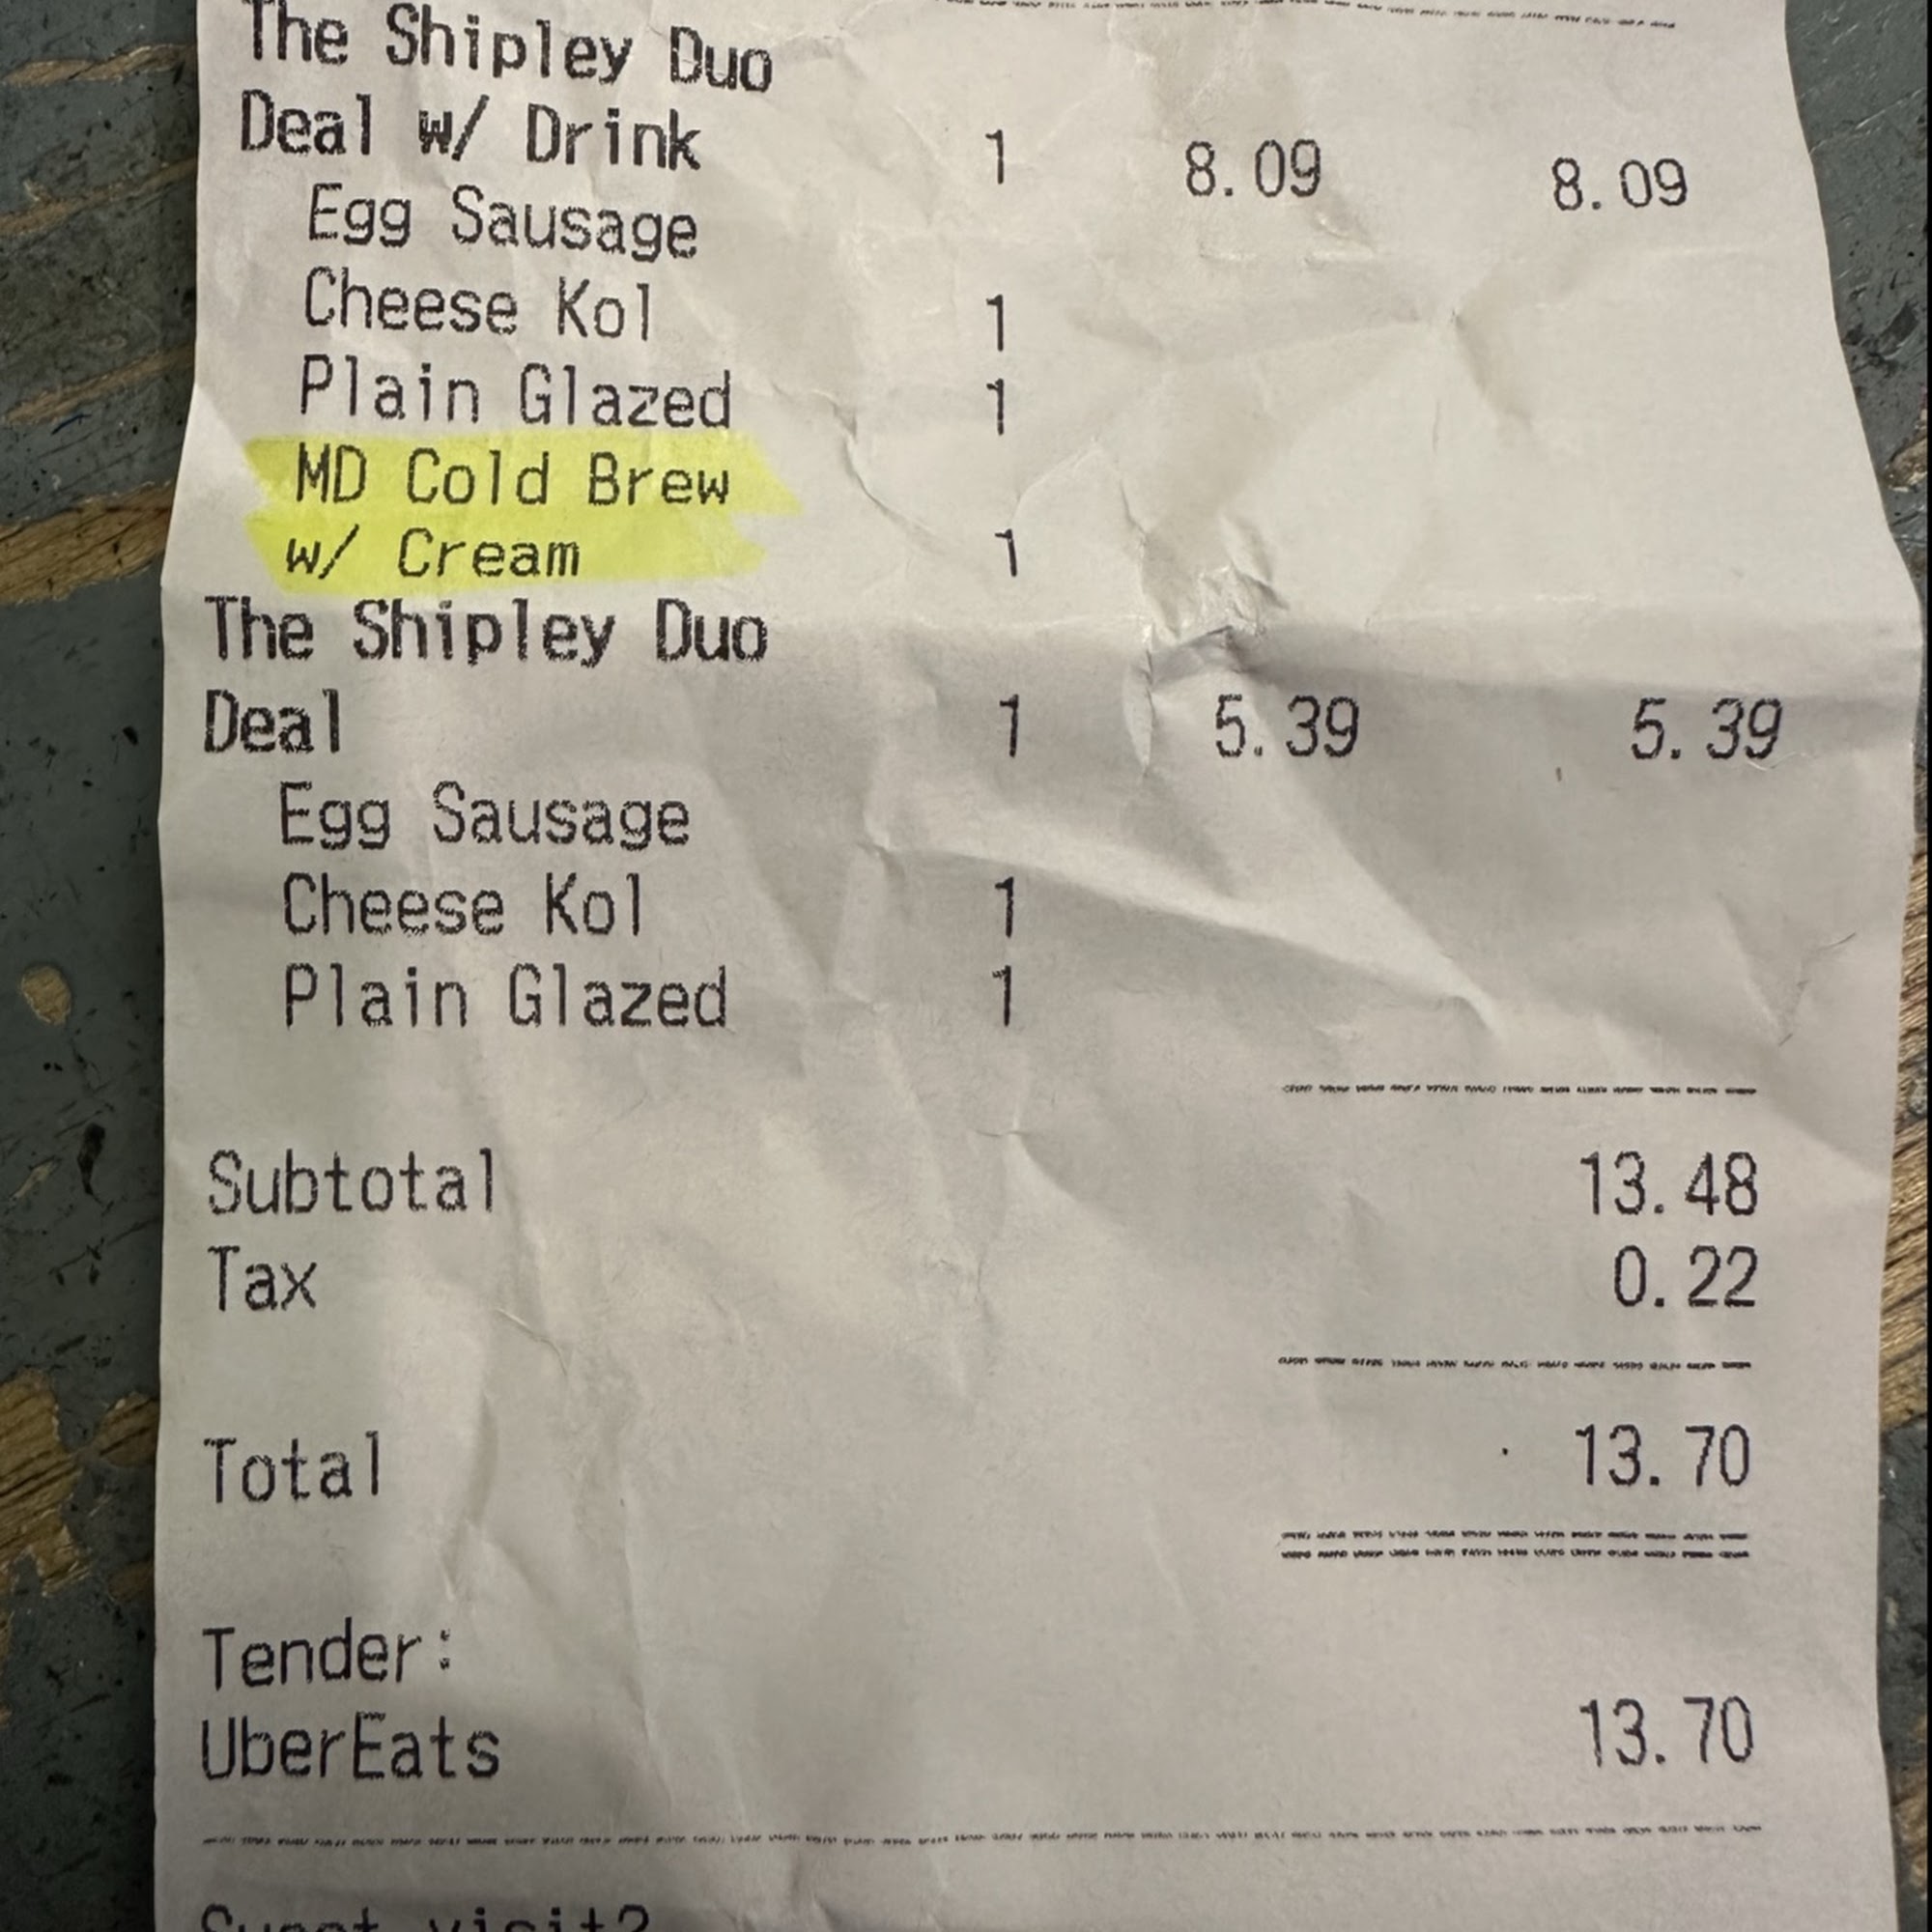 The Shipley Duo
Deal w/ Drink 1 8.09 8.09
Egg Sausage
Cheese Kol 1
Plain Glazed 1
MD Cold Brew
w/ Cream 1
The Shipley Duo
Deal 1 5.39 5.39
Egg Sausage
Cheese Kol 1
Plain Glazed 1
Subtotal 13.48
Tax 0.22
Total 13.70
Tender:
UberEats 13.70
Sweet visit?